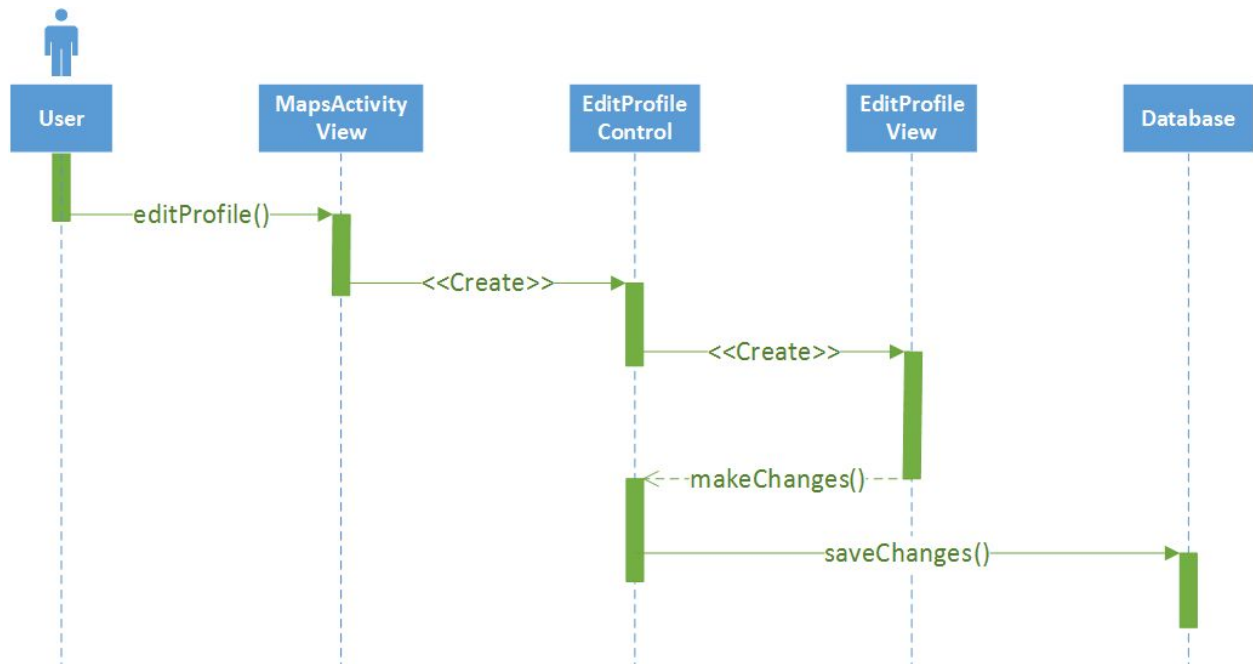 User
MapsActivity
View
EditProfile
Control
EditProfile
View
Database
editProfile()
<<Create>>
<<Create>>
makeChanges()
saveChanges()